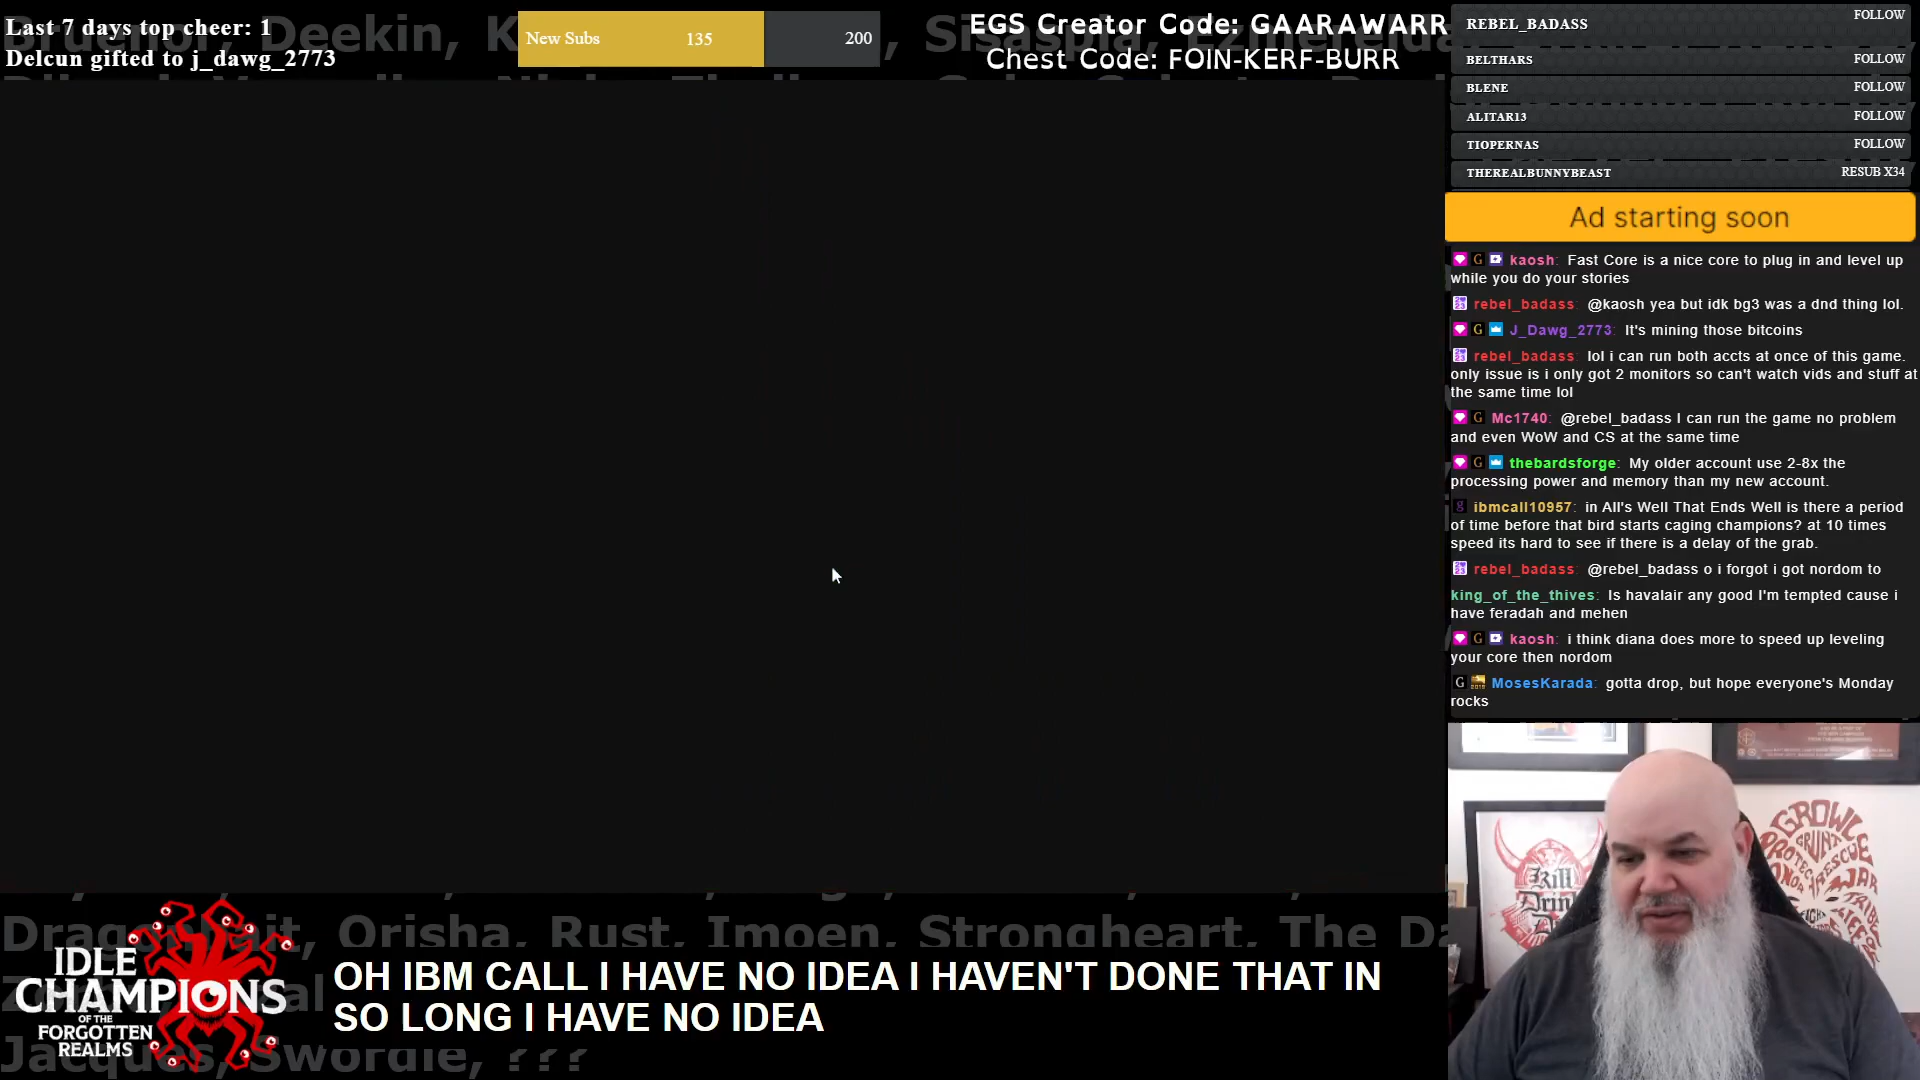 Last 7 days top cheer: 1
Delcun gifted to j_dawg_2773
New Subs 135 200
EGS Creator Code: GAARAWARR
Chest Code: FOIN-KERF-BURR
REBEL_BADASS FOLLOW
BELTHARS FOLLOW
BLENE FOLLOW
ALITAR13 FOLLOW
TIOPERNAS FOLLOW
THEREALBUNNYBEAST RESUB X34
Ad starting soon
kaosh: Fast Core is a nice core to plug in and level up
while you do your stories
rebel_badass: @kaosh yea but idk bg3 was a dnd thing lol.
J_Dawg_2773: It's mining those bitcoins
rebel_badass: lol i can run both accts at once of this game.
only issue is i only got 2 monitors so can't watch vids and stuff at
the same time lol
Mc1740: @rebel_badass I can run the game no problem
and even WoW and CS at the same time
thebardsforge: My older account use 2-8x the
processing power and memory than my new account.
ibmcall10957: in All's Well That Ends Well is there a period
of time before that bird starts caging champions? at 10 times
speed its hard to see if there is a delay of the grab.
rebel_badass: @rebel_badass o i forgot i got nordom to
king_of_the_thives: Is havalair any good I'm tempted cause i
have feradah and mehen
kaosh: i think diana does more to speed up leveling
your core then nordom
MosesKarada: gotta drop, but hope everyone's Monday
rocks
Deekin,
Orisha, Rust, Imoen, Strongheart, The
Jacques, Swordie, ???
IDLE
CHAMPIONS
OF THE
FORGOTTEN
REALMS
OH IBM CALL I HAVE NO IDEA I HAVEN'T DONE THAT IN
SO LONG I HAVE NO IDEA
Kill
Drink
GROWL
GRUNT